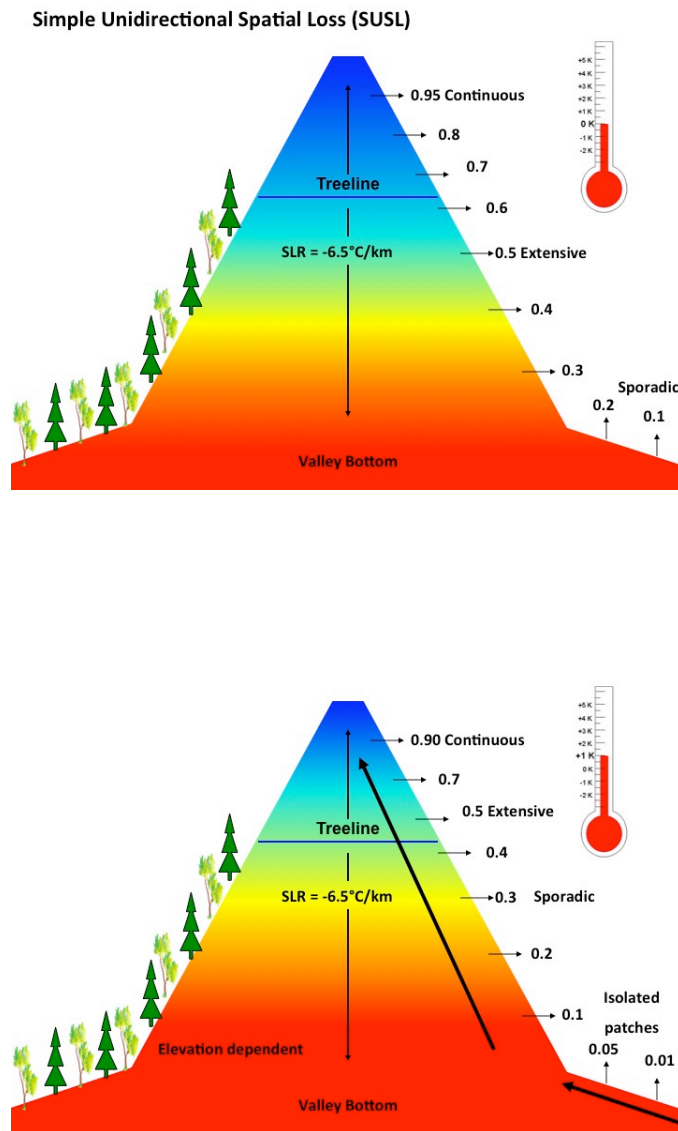 Simple Unidirectional Spatial Loss (SUSL)
+5 K
+4 K
+3 K
+2 K
+1 K
0 K
-1 K
-2 K
0.95 Continuous
0.8
0.7
Treeline
0.6
SLR = -6.5°C/km
0.5 Extensive
0.4
0.3
Sporadic
0.2
0.1
Valley Bottom
+5 K
+4 K
+3 K
+2 K
+1 K
0 K
-1 K
-2 K
0.90 Continuous
0.7
0.5 Extensive
Treeline
0.4
SLR = -6.5°C/km
0.3 Sporadic
0.2
0.1
Isolated
patches
0.05
0.01
Elevation dependent
Valley Bottom